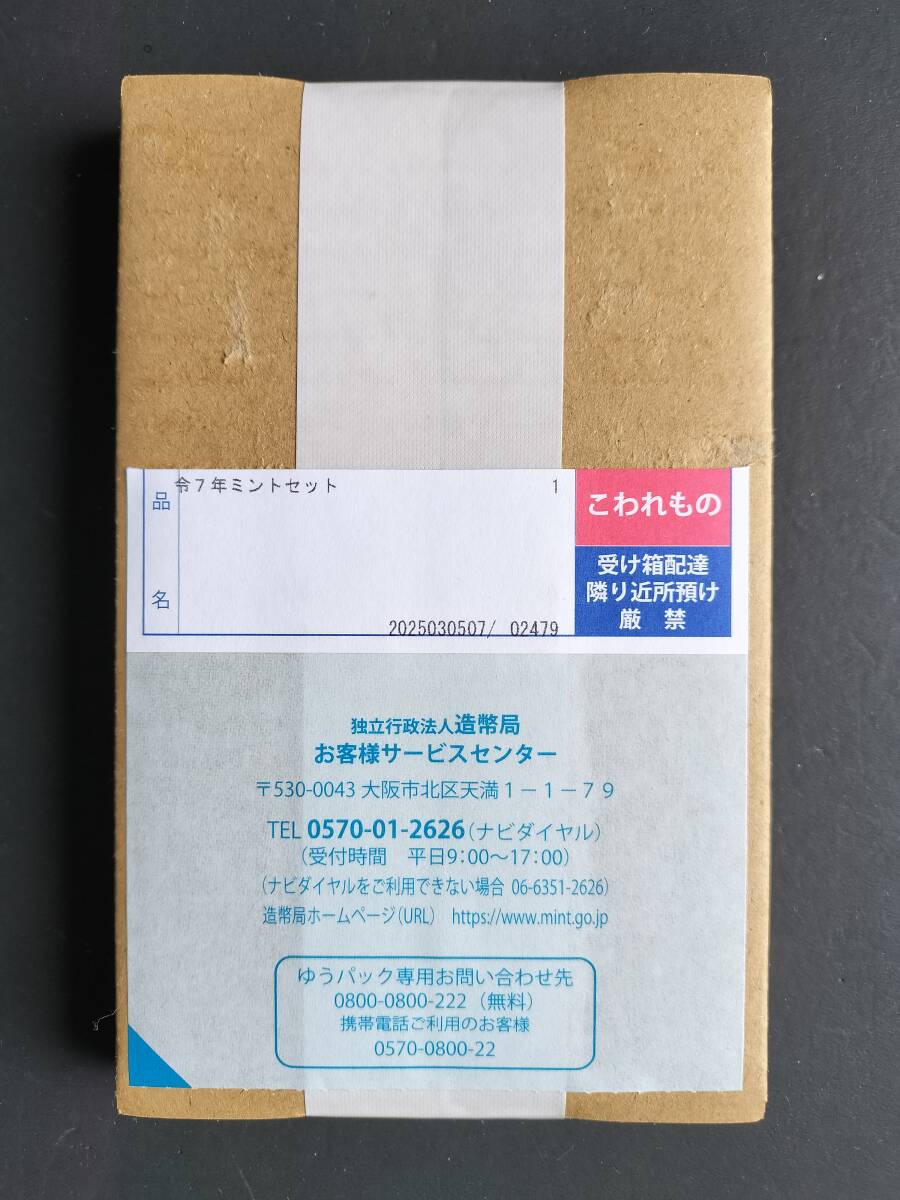 品名
令7年ミントセット 1
2025030507/ 02479
こわれもの
受け箱配達
隣り近所預け
厳 禁
独立行政法人造幣局
お客様サービスセンター
〒530-0043 大阪市北区天満1-1-79
TEL 0570-01-2626(ナビダイヤル)
(受付時間 平日9:00~17:00)
(ナビダイヤルをご利用できない場合 06-6351-2626)
造幣局ホームページ(URL) https://www.mint.go.jp
ゆうパック専用お問い合わせ先
0800-0800-222(無料)
携帯電話ご利用のお客様
0570-0800-22